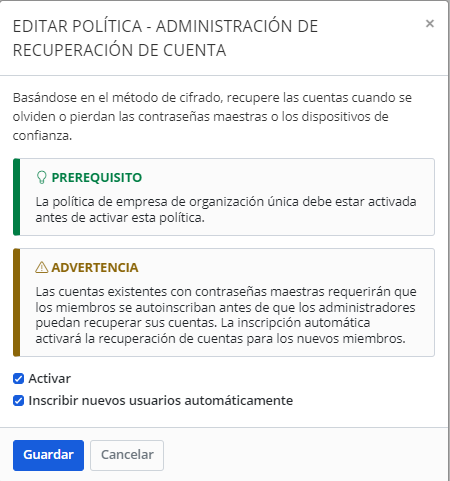 EDITAR POLÍTICA - ADMINISTRACIÓN DE
RECUPERACIÓN DE CUENTA
×
Basándose en el método de cifrado, recupere las cuentas cuando se
olviden o pierdan las contraseñas maestras o los dispositivos de
confianza.
PREREQUISITO
La política de empresa de organización única debe estar activada
antes de activar esta política.
ADVERTENCIA
Las cuentas existentes con contraseñas maestras requerirán que
los miembros se autoinscriban antes de que los administradores
puedan recuperar sus cuentas. La inscripción automática
activará la recuperación de cuentas para los nuevos miembros.
Activar
Inscribir nuevos usuarios automáticamente
Guardar Cancelar